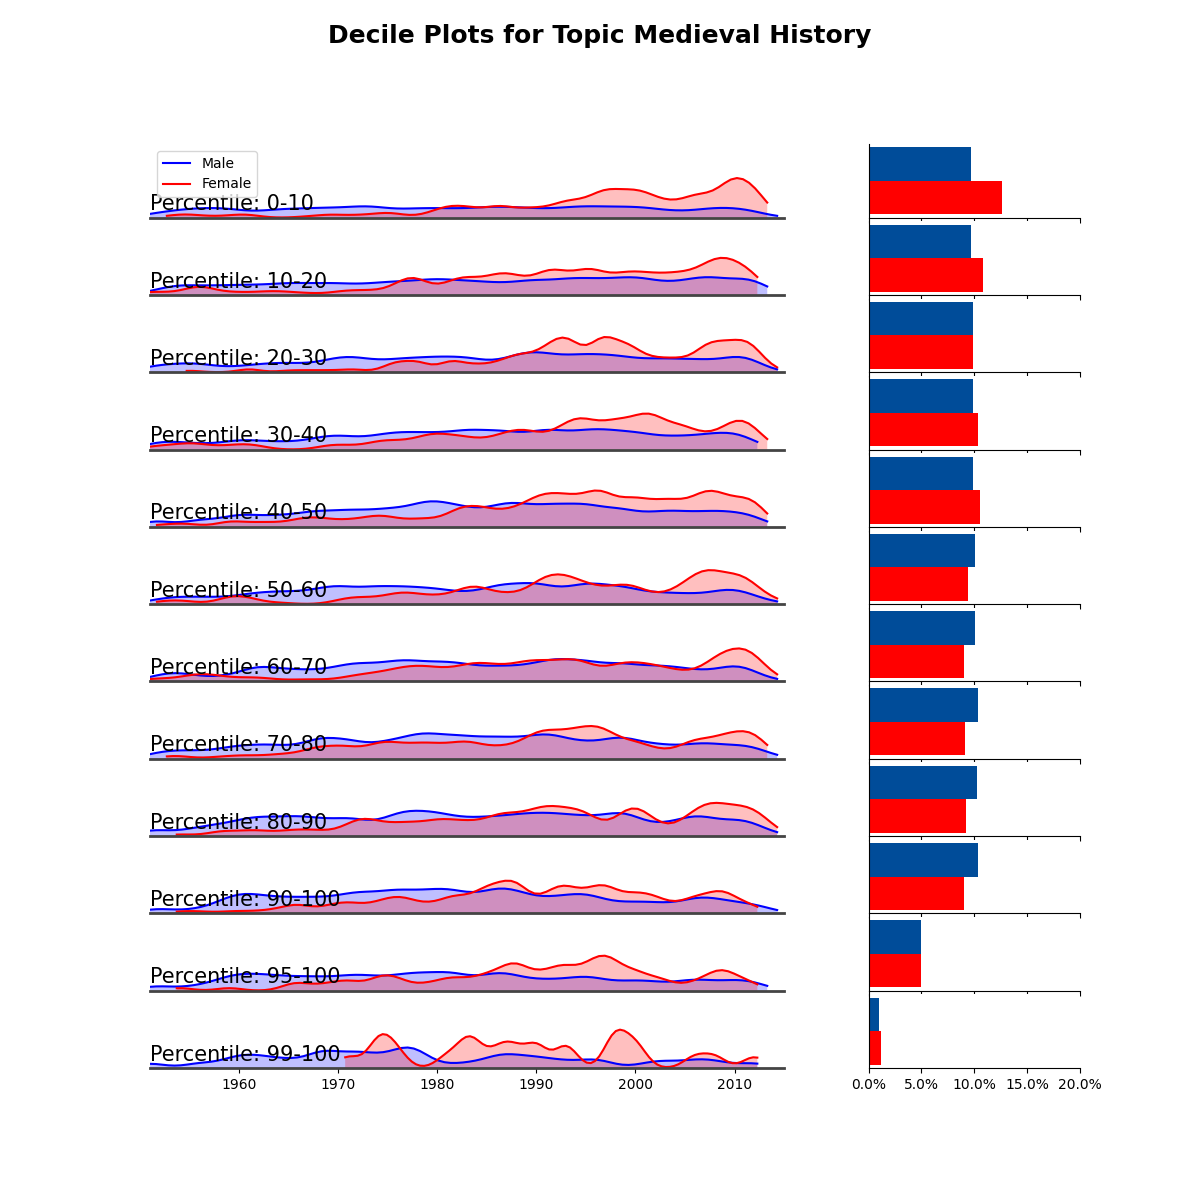 Decile Plots for Topic Medieval History
Male
Female
Percentile: 0-10
Percentile: 10-20
Percentile: 20-30
Percentile: 30-40
Percentile: 40-50
Percentile: 50-60
Percentile: 60-70
Percentile: 70-80
Percentile: 80-90
Percentile: 90-100
Percentile: 95-100
Percentile: 99-100
1960 1970 1980 1990 2000 2010
0.0% 5.0% 10.0% 15.0% 20.0%